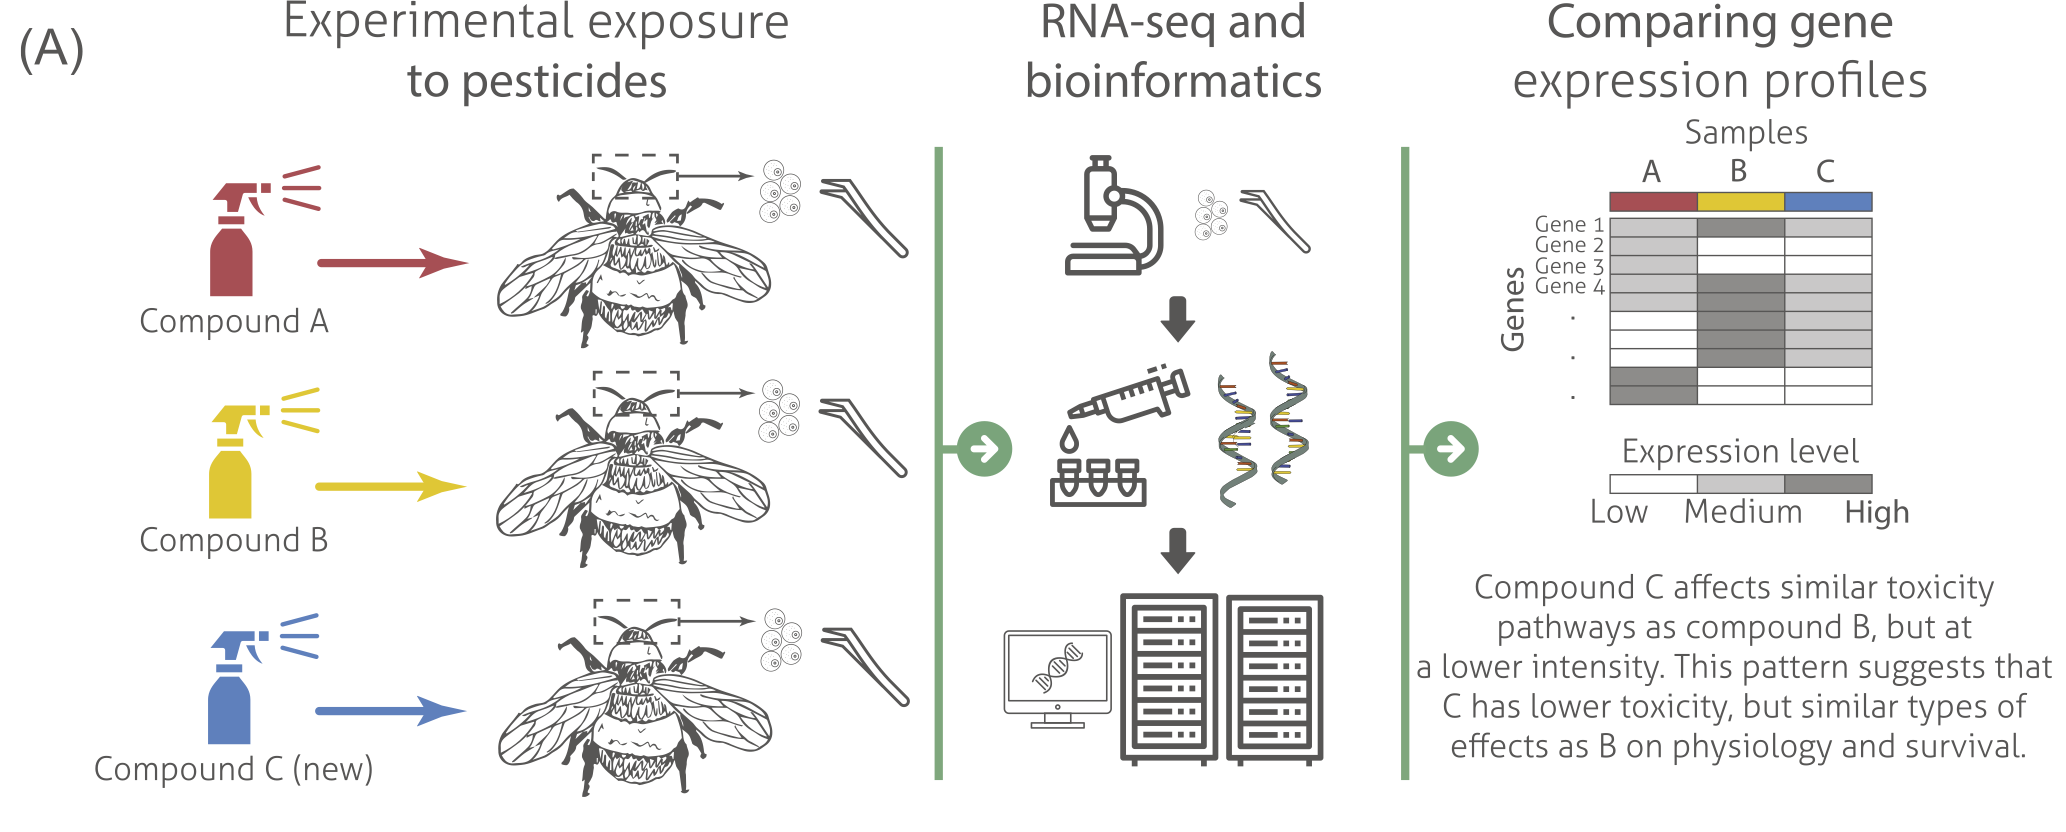 (A)
Experimental exposure
to pesticides
Compound A
Compound B
Compound C (new)
RNA-seq and
bioinformatics
Comparing gene
expression profiles
Samples
A B C
Genes
Gene 1
Gene 2
Gene 3
Gene 4
.
.
.
Expression level
Low Medium High
Compound C affects similar toxicity
pathways as compound B, but at
a lower intensity. This pattern suggests that
C has lower toxicity, but similar types of
effects as B on physiology and survival.